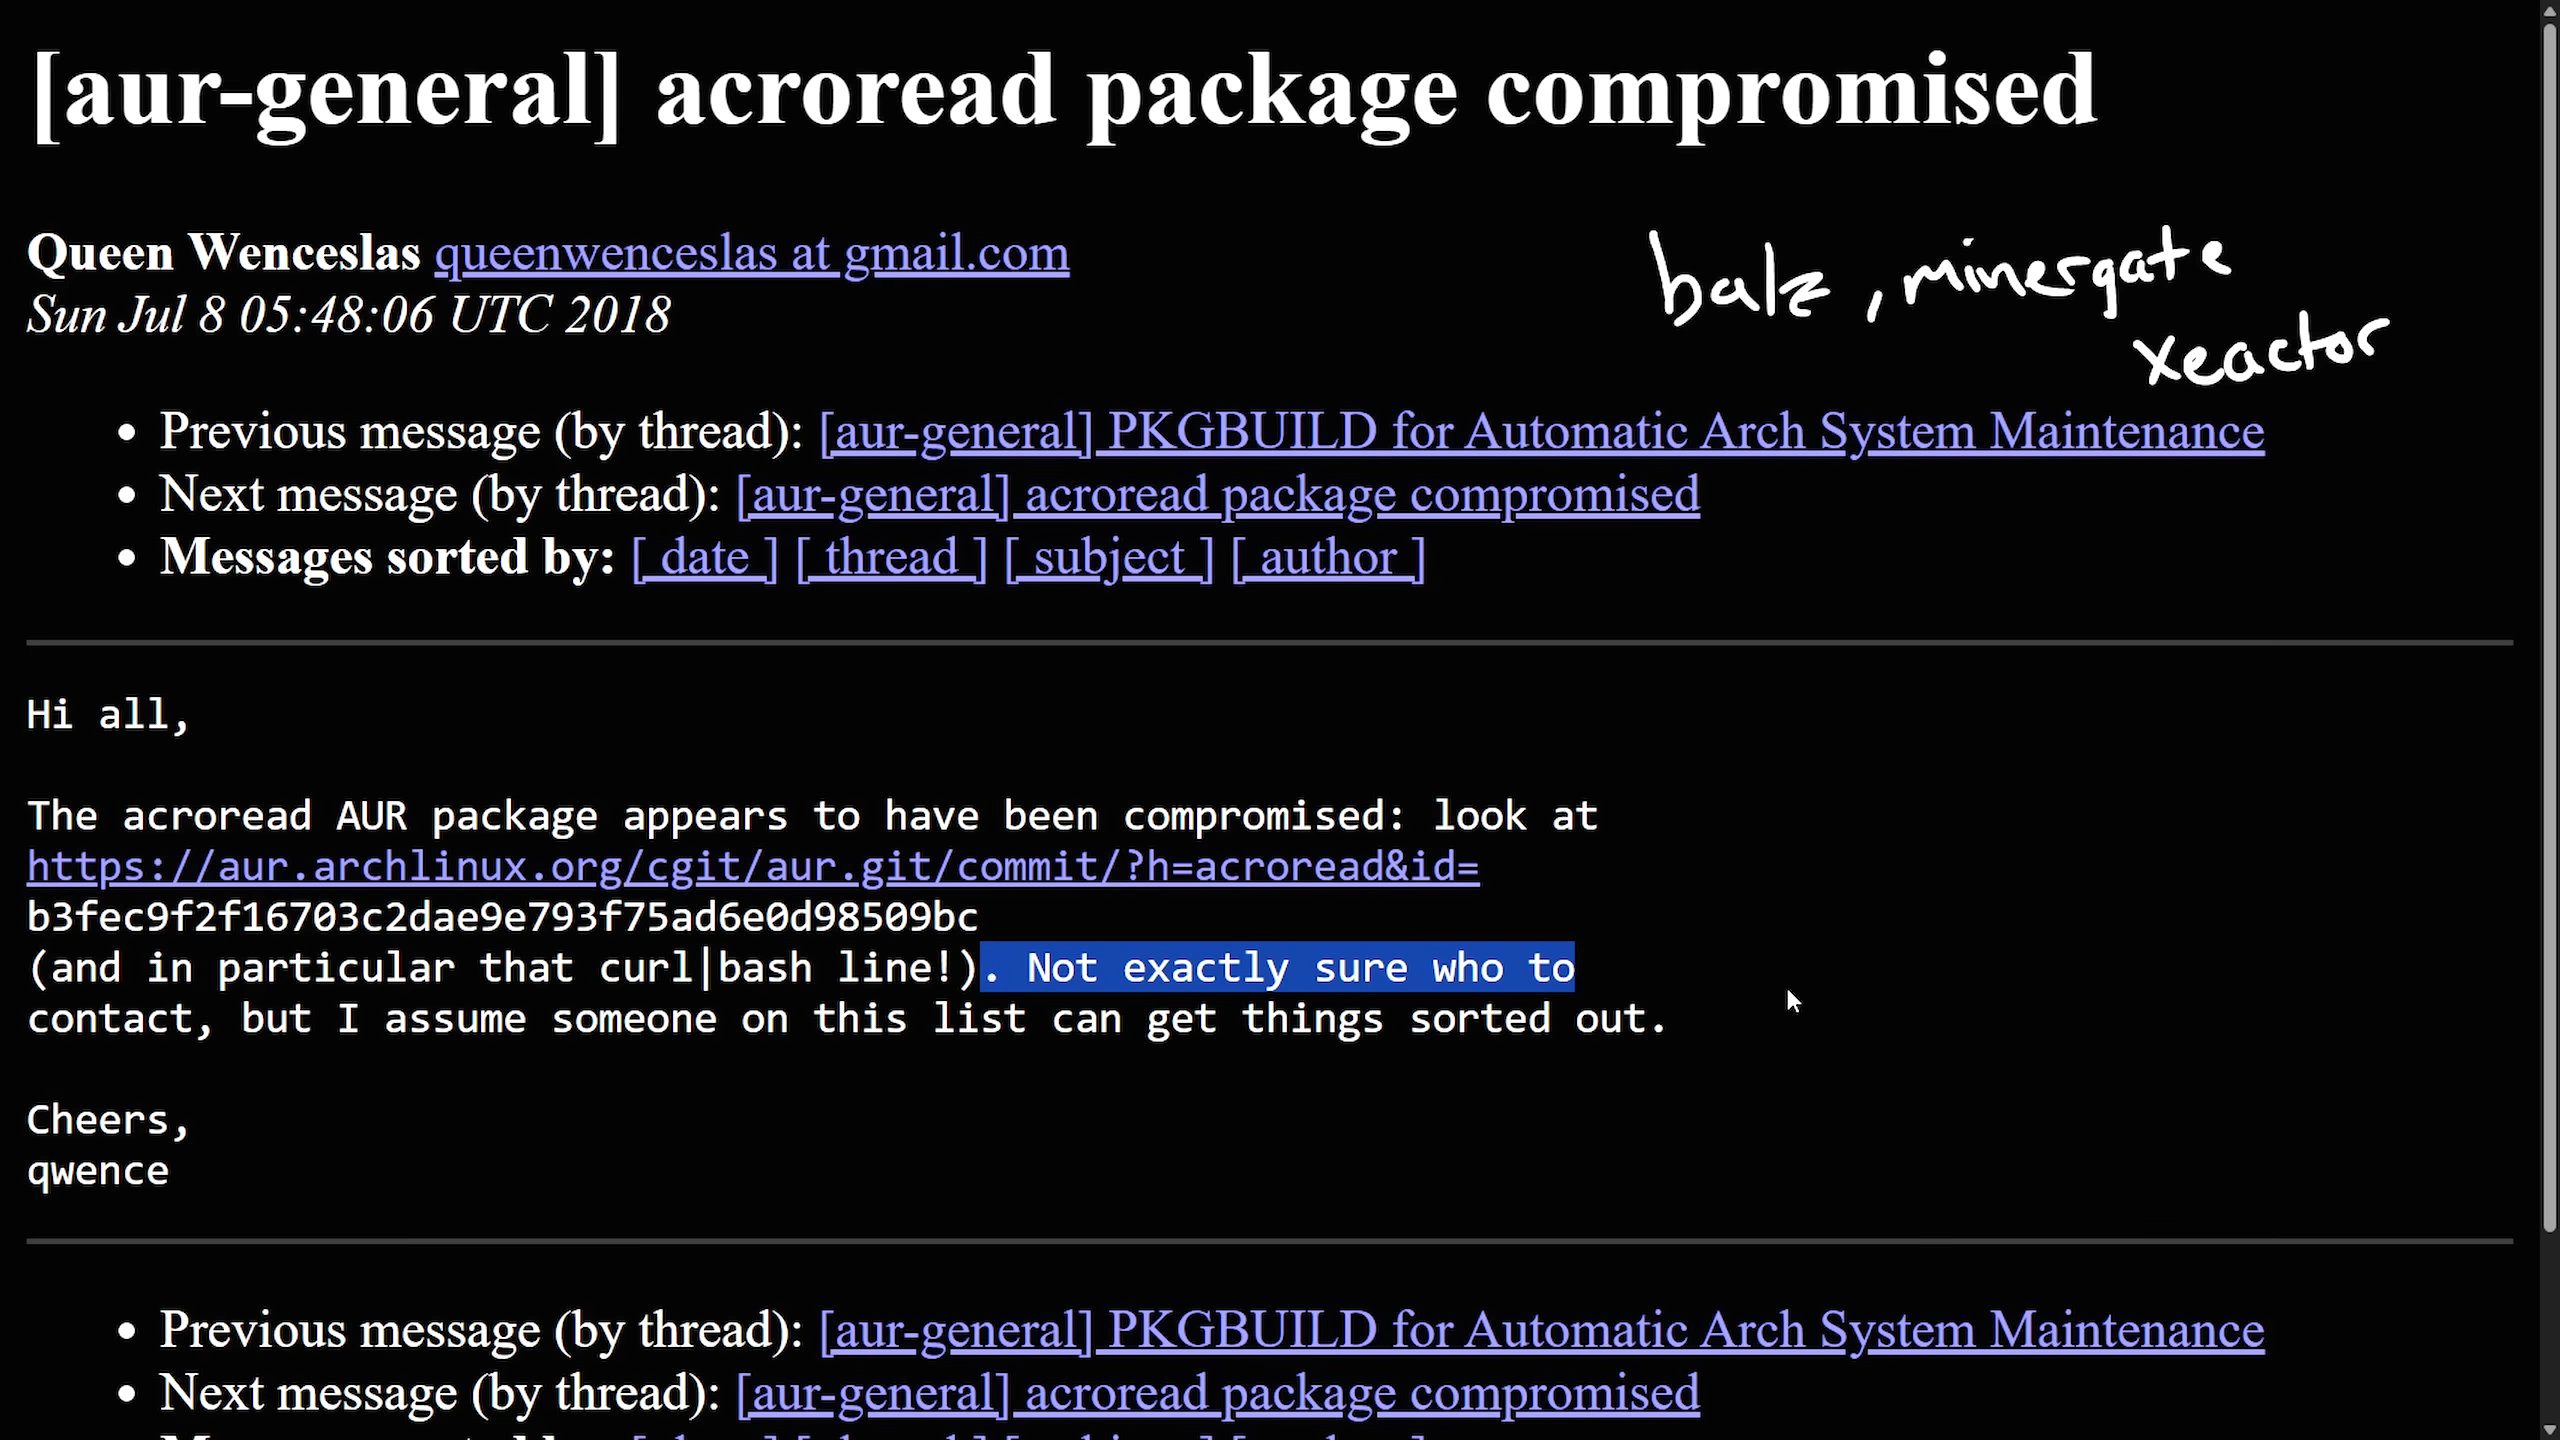 [aur-general] acroread package compromised
Queen Wenceslas queenwenceslas at gmail.com
Sun Jul 8 05:48:06 UTC 2018
balz, minergate
xeactor
• Previous message (by thread): [aur-general] PKGBUILD for Automatic Arch System Maintenance
• Next message (by thread): [aur-general] acroread package compromised
• Messages sorted by: [ date ] [ thread ] [ subject ] [ author ]
Hi all,
The acroread AUR package appears to have been compromised: look at
https://aur.archlinux.org/cgit/aur.git/commit/?h=acroread&id=
b3fec9f2f16703c2dae9e793f75ad6e0d98509bc
(and in particular that curl|bash line!). Not exactly sure who to
contact, but I assume someone on this list can get things sorted out.
Cheers,
qwence
• Previous message (by thread): [aur-general] PKGBUILD for Automatic Arch System Maintenance
• Next message (by thread): [aur-general] acroread package compromised